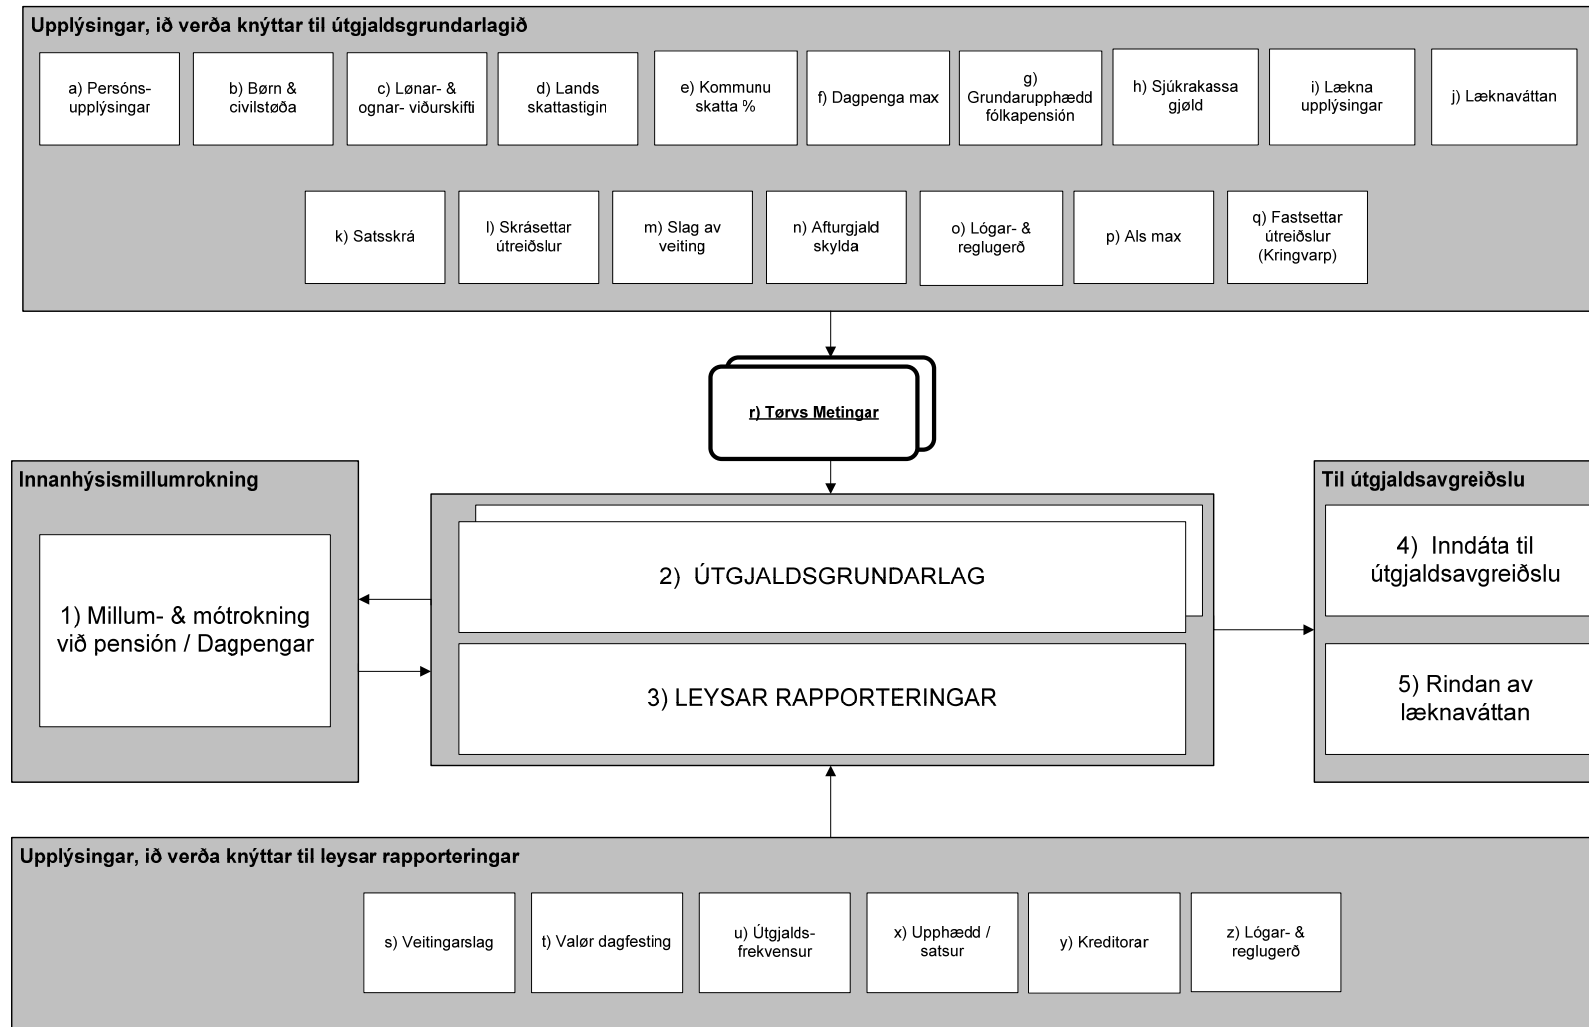 Upplýsingar, ið verða knýttar til útgjaldsgrundarlagið
a) Persóns-
upplýsingar
b) Børn &
civilstøða
c) Lønar- &
ognar- viðurskifti
d) Lands
skattastigin
e) Kommunu
skatta %
f) Dagpenga max
g)
Grundarupphædd
fólkapensión
h) Sjúkrakassa
gjøld
i) Lækna
upplýsingar
j) Læknaváttan
k) Satsskrá
l) Skrásettar
útreiðslur
m) Slag av
veiting
n) Afturgjald
skylda
o) Lógar- &
reglugerð
p) Als max
q) Fastsettar
útreiðslur
(Kringvarp)
r) Tørvs Metingar
Innanhýsismillumrokning
1) Millum- & mótrokning
við pensión / Dagpengar
2) ÚTGJALDSGRUNDARLAG
3) LEYSAR RAPPORTERINGAR
Til útgjaldsavgreiðslu
4) Inndáta til
útgjaldsavgreiðslu
5) Rindan av
læknaváttan
Upplýsingar, ið verða knýttar til leysar rapporteringar
s) Veitingarslag
t) Valør dagfesting
u) Útgjalds-
frekvensur
x) Upphædd /
satsur
y) Kreditorar
z) Lógar- &
reglugerð